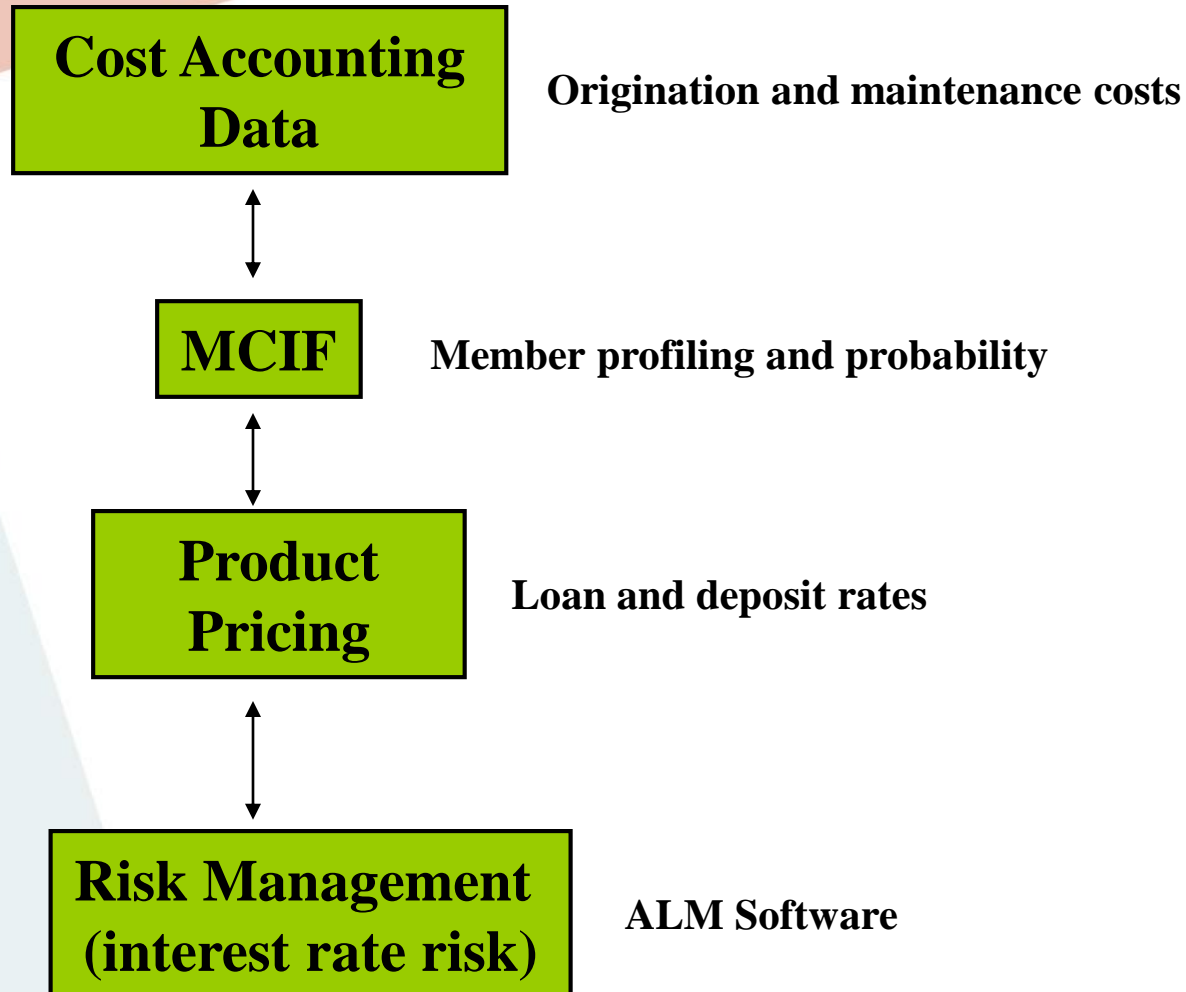 Cost Accounting
Data
Origination and maintenance costs
MCIF
Member profiling and probability
Product
Pricing
Loan and deposit rates
Risk Management
(interest rate risk)
ALM Software